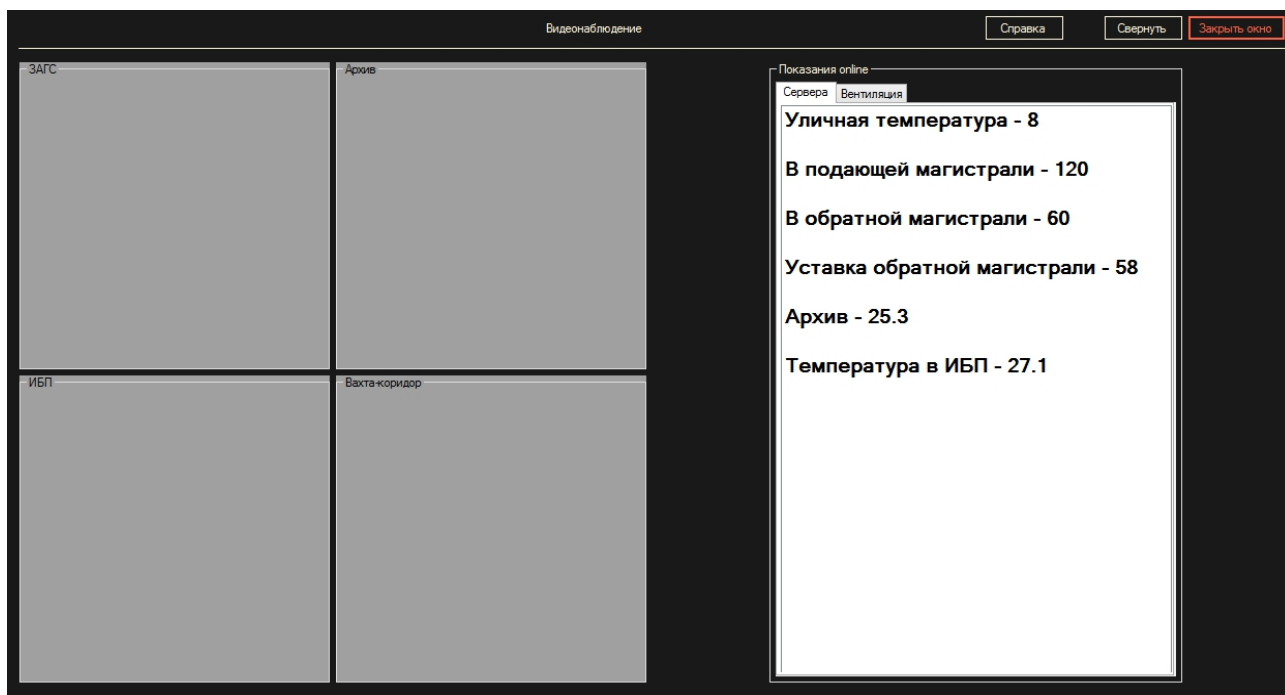 Видеонаблюдение
Справка
Свернуть
Закрыть окно
ЗАГС
Архив
ИБП
Вахта-коридор
Показания online
Сервера
Вентиляция
Уличная температура - 8
В подающей магистрали - 120
В обратной магистрали - 60
Уставка обратной магистрали - 58
Архив - 25.3
Температура в ИБП - 27.1